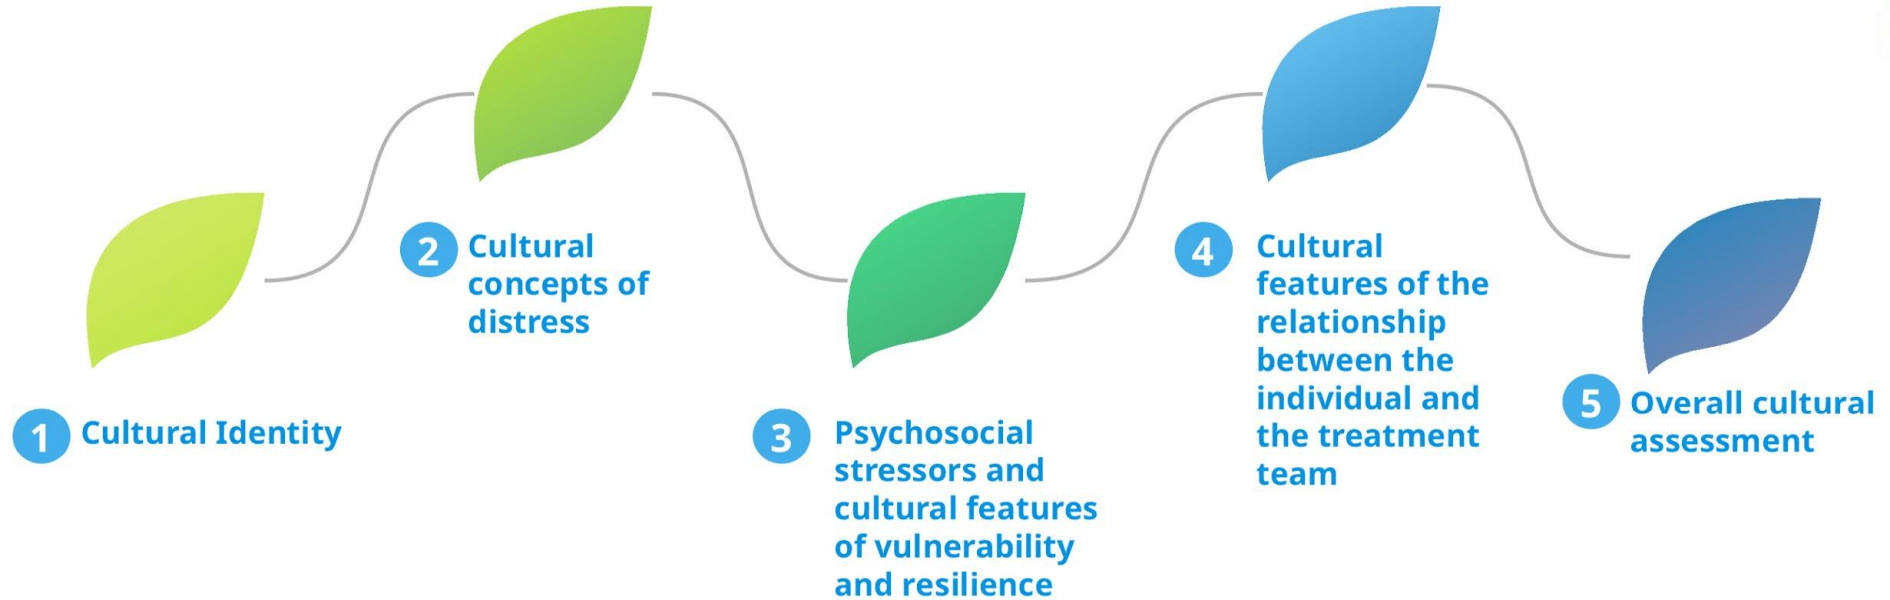 1 Cultural Identity
2 Cultural
concepts of
distress
3 Psychosocial
stressors and
cultural features
of vulnerability
and resilience
4 Cultural
features of the
relationship
between the
individual and
the treatment
team
5 Overall cultural
assessment